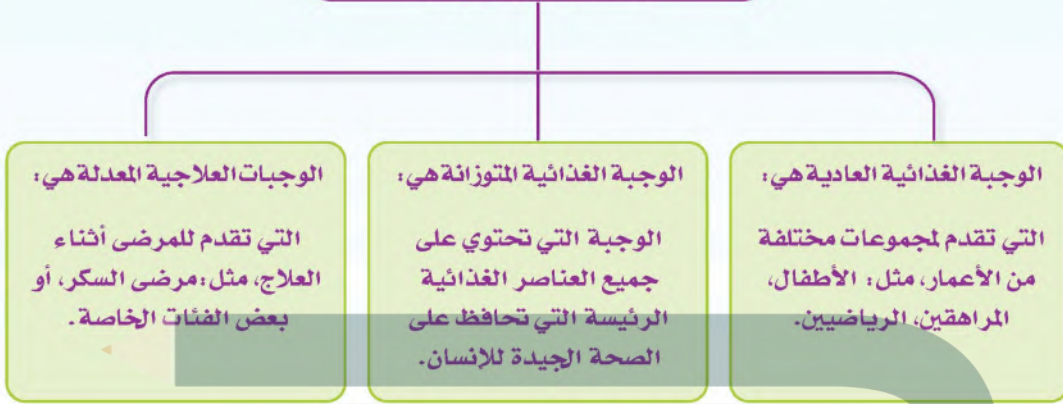 الوجبة الغذائية العادية هي:
التي تقدم لمجموعات مختلفة
من الأعمار، مثل: الأطفال،
المراهقين، الرياضيين.
الوجبة الغذائية المتوزانة هي:
الوجبة التي تحتوي على
جميع العناصر الغذائية
الرئيسة التي تحافظ على
الصحة الجيدة للإنسان.
الوجبات العلاجية المعدلة هي:
التي تقدم للمرضى أثناء
العلاج، مثل: مرضى السكر، أو
بعض الفئات الخاصة.